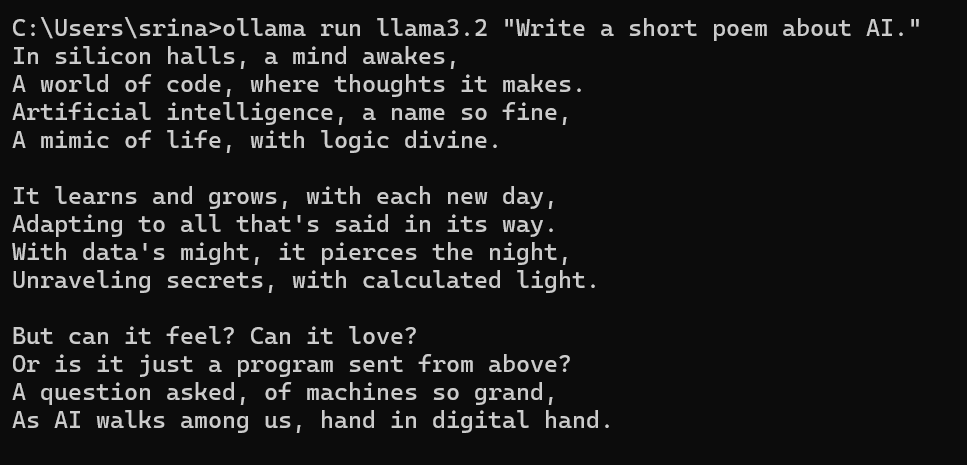 C:\Users\srina>ollama run llama3.2 "Write a short poem about AI."
In silicon halls, a mind awakes,
A world of code, where thoughts it makes.
Artificial intelligence, a name so fine,
A mimic of life, with logic divine.

It learns and grows, with each new day,
Adapting to all that's said in its way.
With data's might, it pierces the night,
Unraveling secrets, with calculated light.

But can it feel? Can it love?
Or is it just a program sent from above?
A question asked, of machines so grand,
As AI walks among us, hand in digital hand.